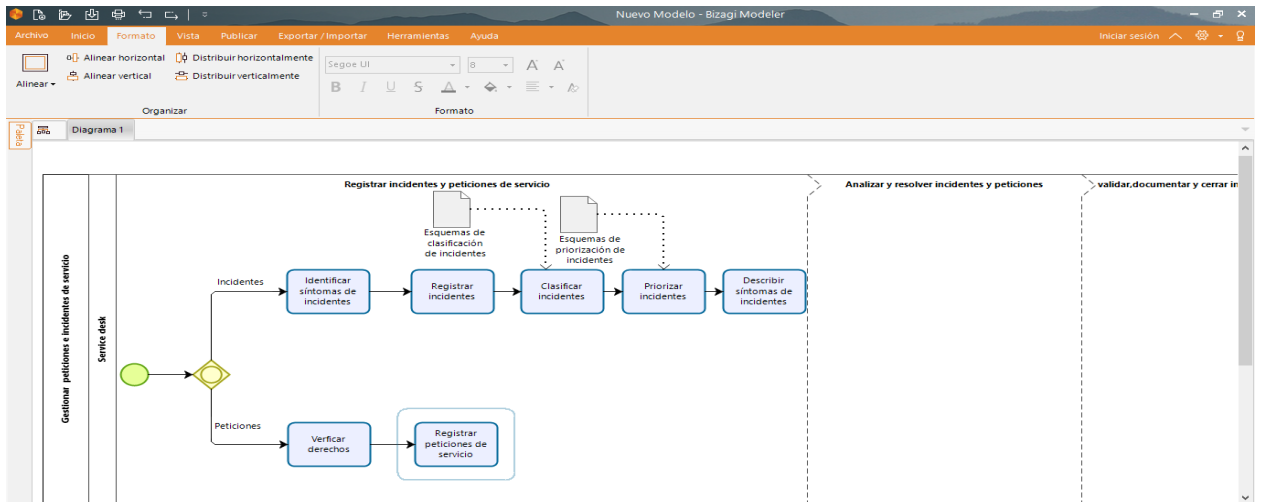 Nuevo Modelo - Bizagi Modeler
Archivo Inicio Formato Vista Publicar Exportar / Importar Herramientas Ayuda Iniciar sesión
Alinear horizontal Distribuir horizontalmente
Segoe UI 8 A A
Alinear vertical Distribuir verticalmente
Alinear
B I U S A
Organizar Formato
Paleta
Diagrama 1
Gestionar peticiones e incidentes de servicio
Service desk
Registrar incidentes y peticiones de servicio
Analizar y resolver incidentes y peticiones
validar,documentar y cerrar in
Esquemas de
clasificación
de incidentes
Esquemas de
priorización de
incidentes
Incidentes
Identificar
síntomas de
incidentes
Registrar
incidentes
Clasificar
incidentes
Priorizar
incidentes
Describir
síntomas de
incidentes
Peticiones
Verficar
derechos
Registrar
peticiones de
servicio